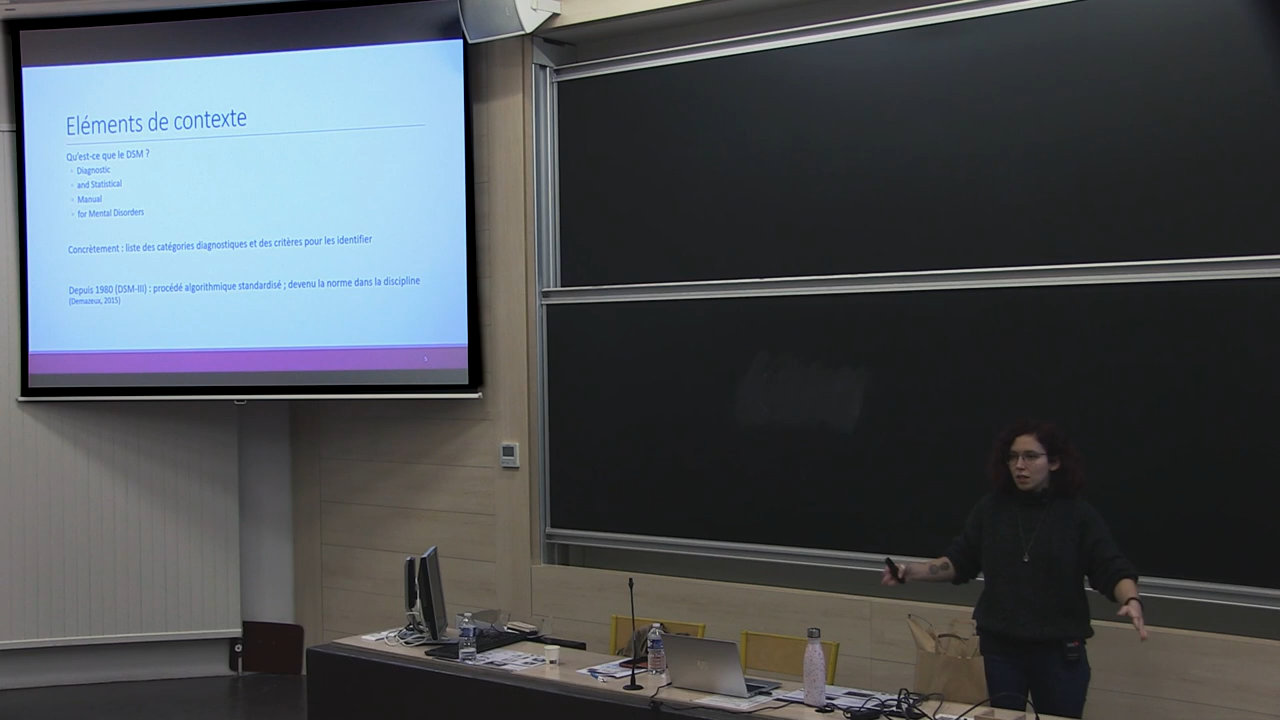 Eléments de contexte
Qu'est-ce que le DSM ?
◦ Diagnostic
◦ and Statistical
◦ Manual
◦ for Mental Disorders
Concrètement : liste des catégories diagnostiques et des critères pour les identifier
Depuis 1980 (DSM-III) : procédé algorithmique standardisé ; devenu la norme dans la discipline
(Demazeux, 2015)